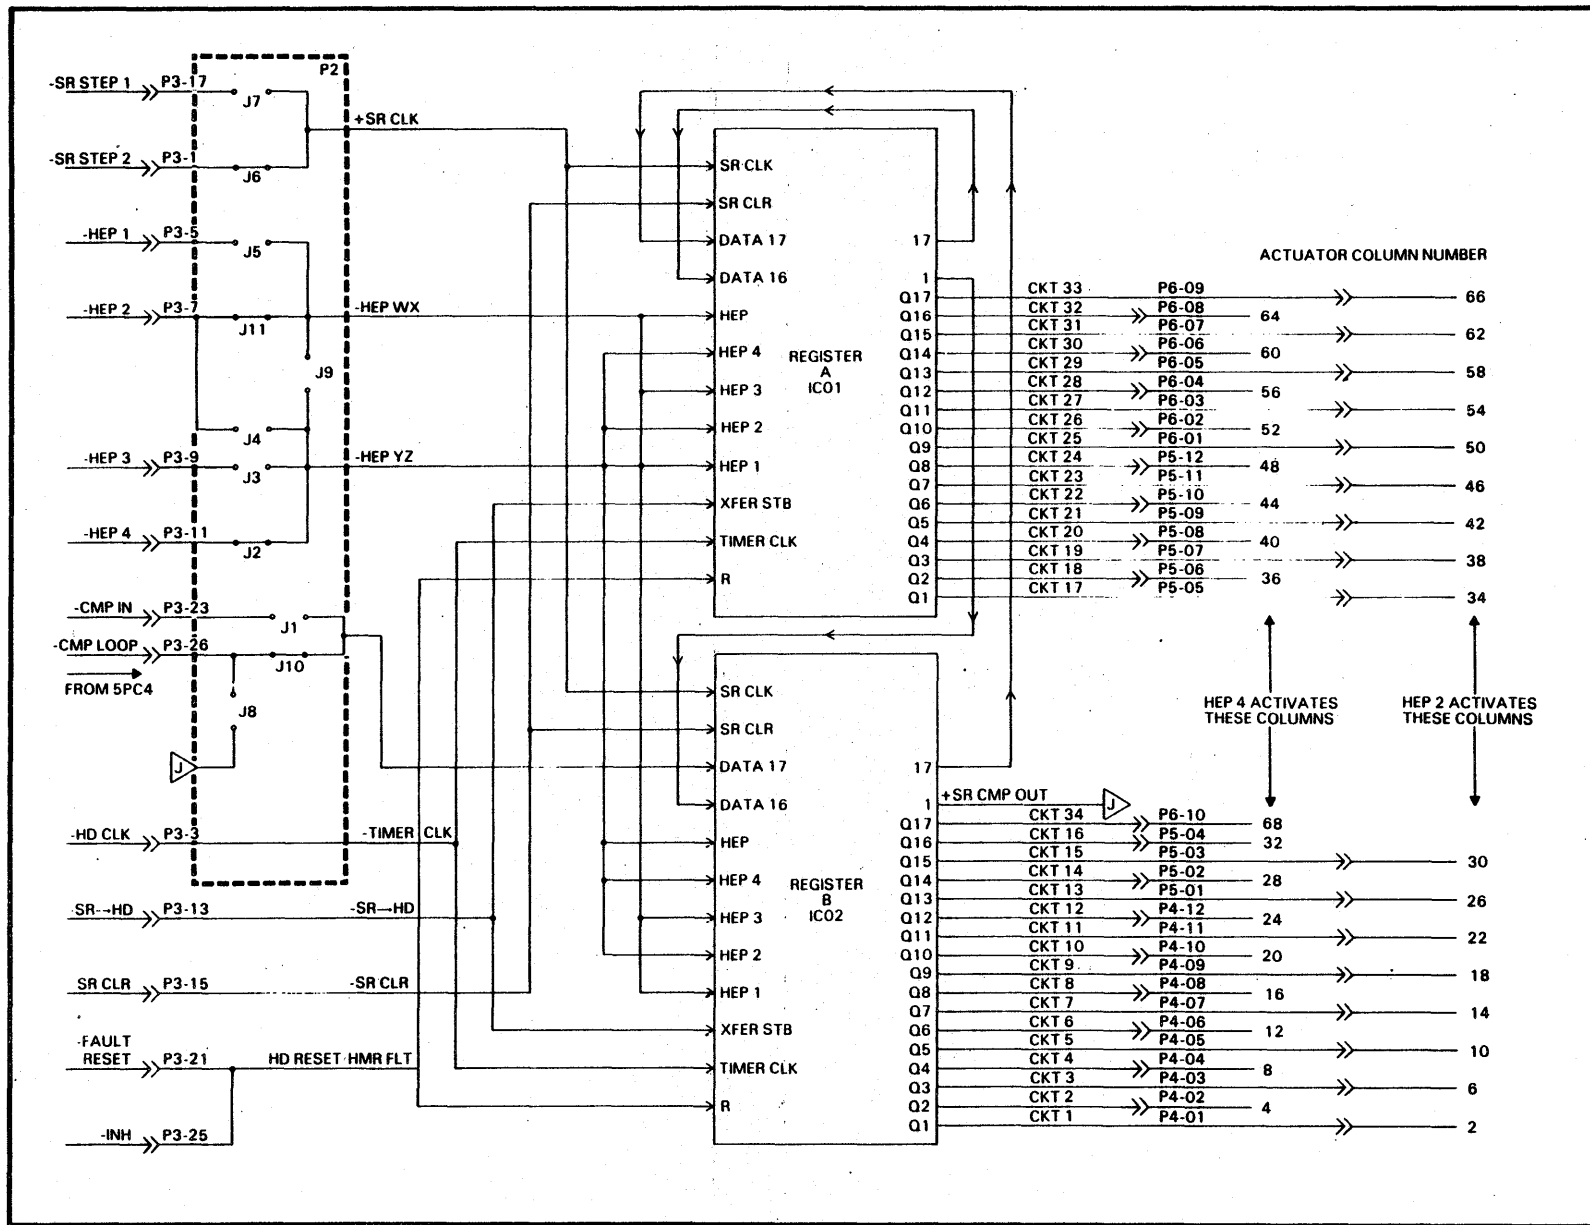 P2
-SR STEP 1 P3-17
J7
+SR CLK
-SR STEP 2 P3-1
J6
-HEP 1 P3-5
J5
-HEP 2 P3-7
J11
-HEP WX
J9
J4
-HEP 3 P3-9
J3
-HEP YZ
-HEP 4 P3-11
J2
-CMP IN P3-23
J1
-CMP LOOP P3-26
J10
FROM 5PC4
J8
J
-HD CLK P3-3
-TIMER CLK
SR→HD P3-13
-SR→HD
SR CLR P3-15
-SR CLR
-FAULT
RESET P3-21
HD RESET HMR FLT
-INH P3-25
SR CLK
SR CLR
DATA 17
DATA 16
HEP
HEP 4
HEP 3
HEP 2
HEP 1
XFER STB
TIMER CLK
R
REGISTER
A
IC01
17
1
Q17
Q16
Q15
Q14
Q13
Q12
Q11
Q10
Q9
Q8
Q7
Q6
Q5
Q4
Q3
Q2
Q1
ACTUATOR COLUMN NUMBER
CKT 33 P6-09 66
CKT 32 P6-08 64
CKT 31 P6-07 62
CKT 30 P6-06 60
CKT 29 P6-05 58
CKT 28 P6-04 56
CKT 27 P6-03 54
CKT 26 P6-02 52
CKT 25 P6-01 50
CKT 24 P5-12 48
CKT 23 P5-11 46
CKT 22 P5-10 44
CKT 21 P5-09 42
CKT 20 P5-08 40
CKT 19 P5-07 38
CKT 18 P5-06 36
CKT 17 P5-05 34
HEP 4 ACTIVATES
THESE COLUMNS
HEP 2 ACTIVATES
THESE COLUMNS
SR CLK
SR CLR
DATA 17
DATA 16
HEP
HEP 4
HEP 3
HEP 2
HEP 1
XFER STB
TIMER CLK
R
REGISTER
B
IC02
17
1
+SR CMP OUT
J
Q17
Q16
Q15
Q14
Q13
Q12
Q11
Q10
Q9
Q8
Q7
Q6
Q5
Q4
Q3
Q2
Q1
CKT 34 P6-10 68
CKT 16 P5-04 32
CKT 15 P5-03 30
CKT 14 P5-02 28
CKT 13 P5-01 26
CKT 12 P4-12 24
CKT 11 P4-11 22
CKT 10 P4-10 20
CKT 9 P4-09 18
CKT 8 P4-08 16
CKT 7 P4-07 14
CKT 6 P4-06 12
CKT 5 P4-05 10
CKT 4 P4-04 8
CKT 3 P4-03 6
CKT 2 P4-02 4
CKT 1 P4-01 2